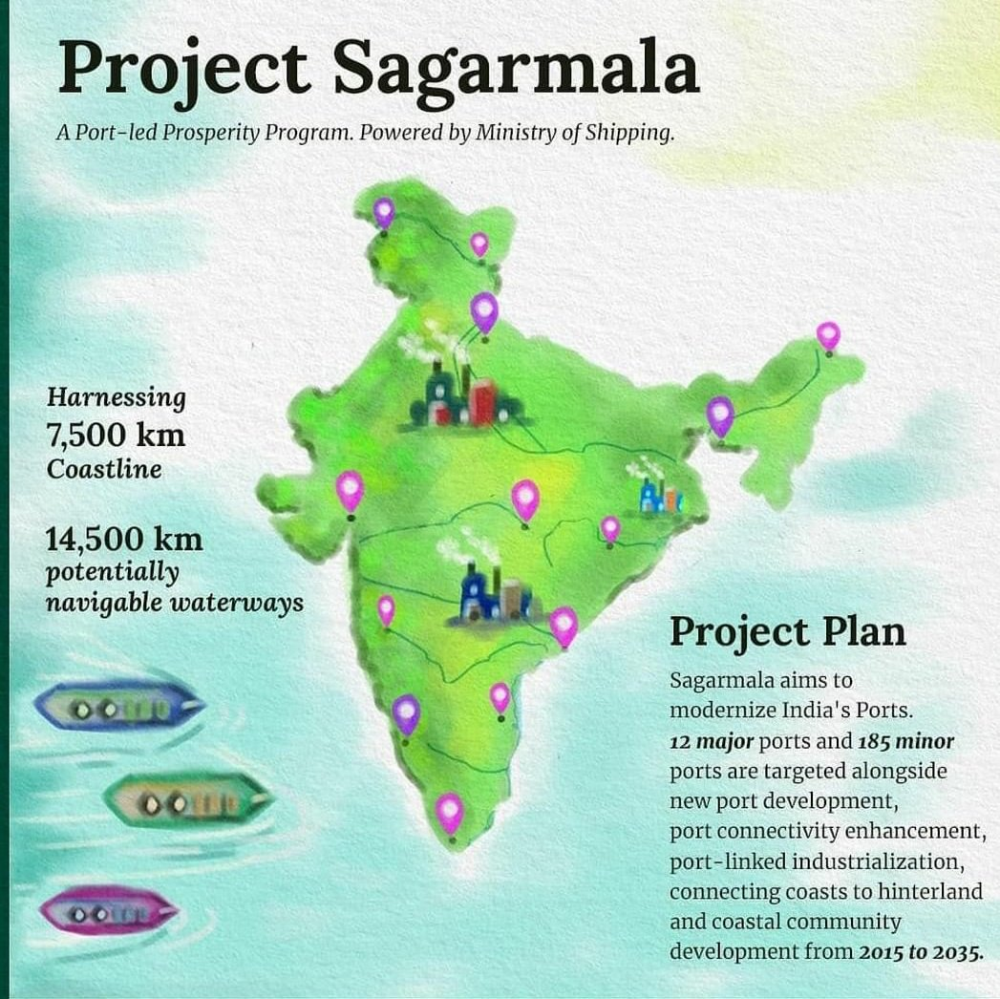 Project Sagarmala
A Port-led Prosperity Program. Powered by Ministry of Shipping.
Harnessing
7,500 km
Coastline
14,500 km
potentially
navigable waterways
Project Plan
Sagarmala aims to
modernize India's Ports.
12 major ports and 185 minor
ports are targeted alongside
new port development,
port connectivity enhancement,
port-linked industrialization,
connecting coasts to hinterland
and coastal community
development from 2015 to 2035.